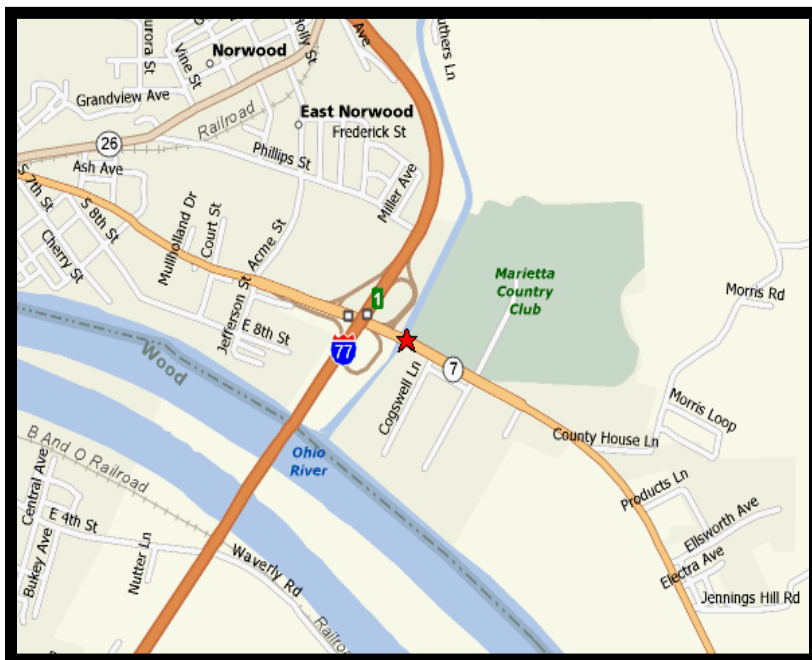 Aurora St
Vine St
Norwood
Holly St
Ave
uthers Ln
Grandview Ave
Railroad
East Norwood
26
Frederick St
Phillips St
Ash Ave
S 7th St
S 8th St
Cherry St
Mullholland Dr
Court St
Acme St
Miller Ave
Marietta
Country
Club
Morris Rd
1
Jefferson St
E 8th St
77
7
Wood
Cogswell Ln
Morris Loop
County House Ln
Ohio
River
B And O Railroad
Central Ave
Bukey Ave
E 4th St
Nutter Ln
Waverly Rd
Railroad
Products Ln
Ellsworth Ave
Electra Ave
Jennings Hill Rd